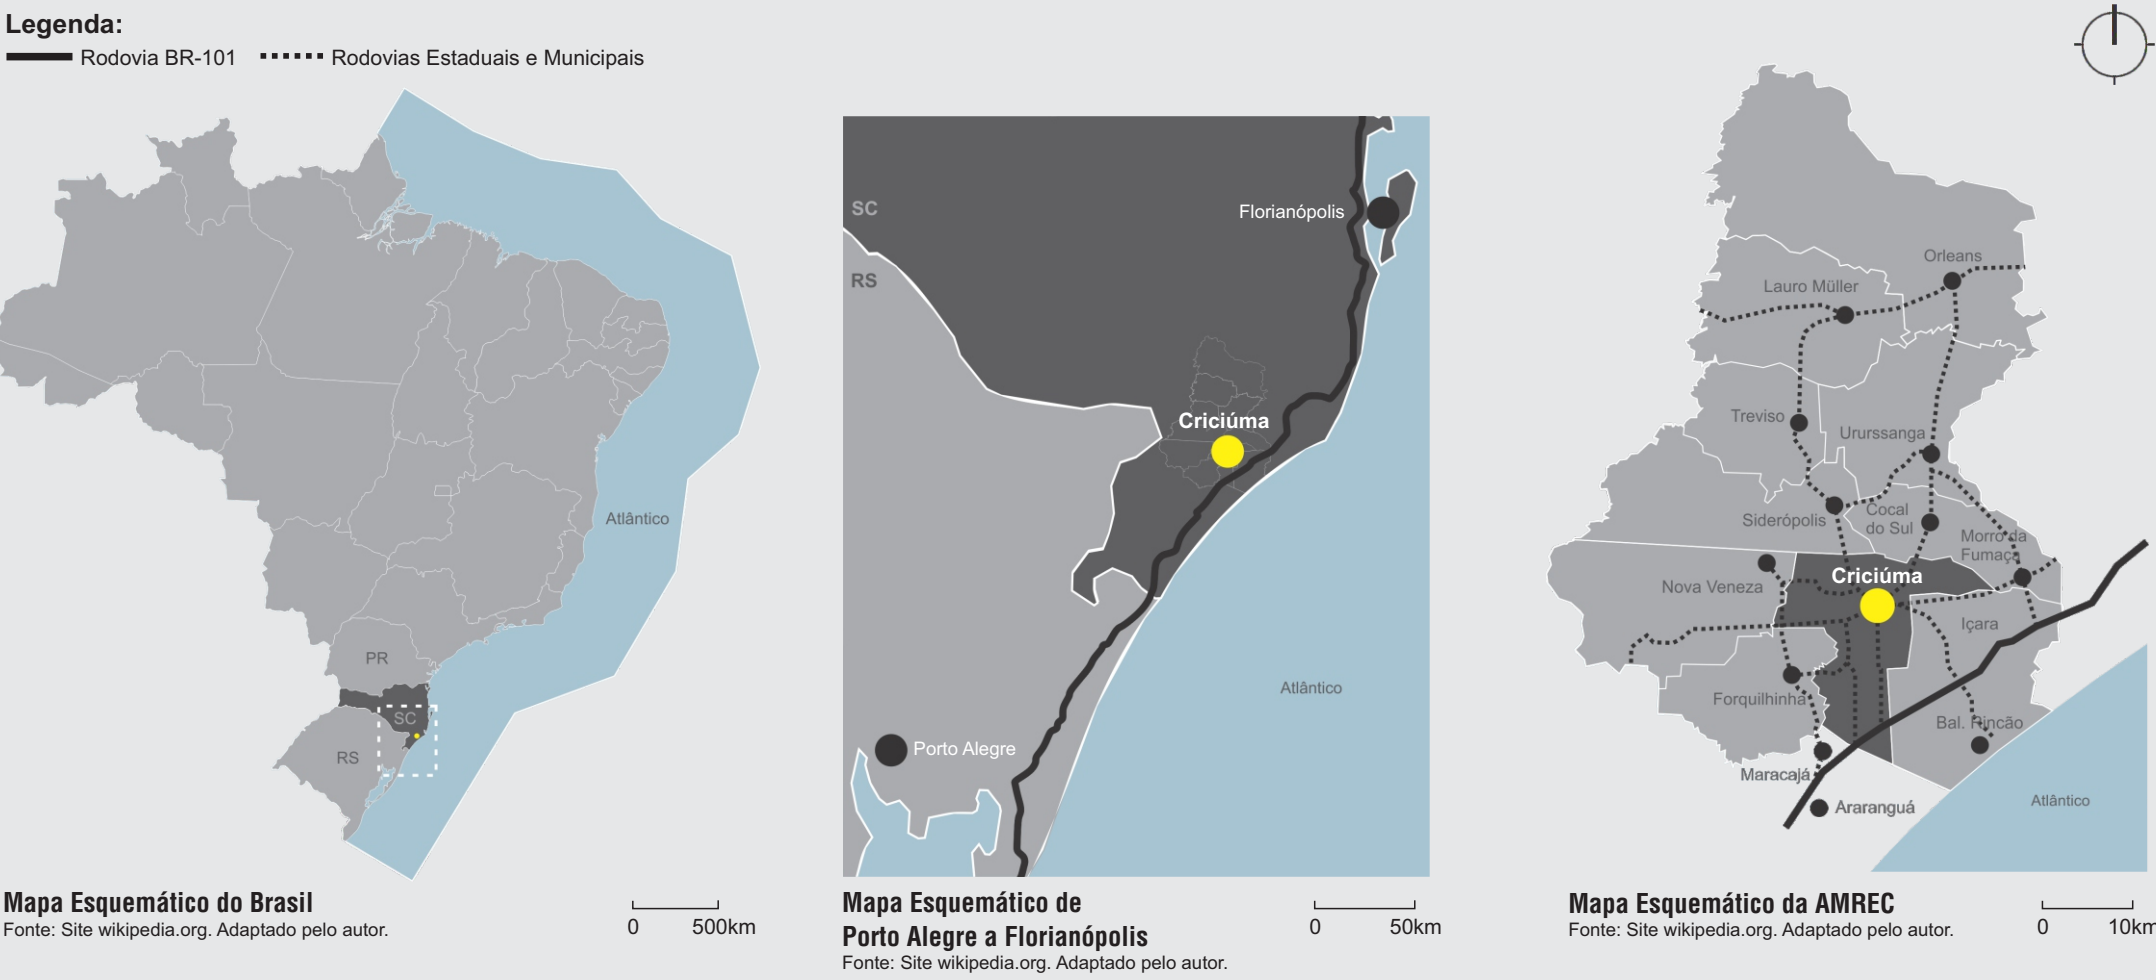 Legenda:
Rodovia BR-101
Rodovias Estaduais e Municipais
Atlântico
PR
SC
RS
Mapa Esquemático do Brasil
Fonte: Site wikipedia.org. Adaptado pelo autor.
0 500km
SC
RS
Florianópolis
Criciúma
Atlântico
Porto Alegre
Mapa Esquemático de
Porto Alegre a Florianópolis
Fonte: Site wikipedia.org. Adaptado pelo autor.
0 50km
Orleans
Lauro Müller
Treviso
Ururssanga
Siderópolis
Cocal
do Sul
Morro da
Fumaça
Nova Veneza
Criciúma
Içara
Forquilhinha
Bal. Rincão
Maracajá
Araranguá
Atlântico
Mapa Esquemático da AMREC
Fonte: Site wikipedia.org. Adaptado pelo autor.
0 10km